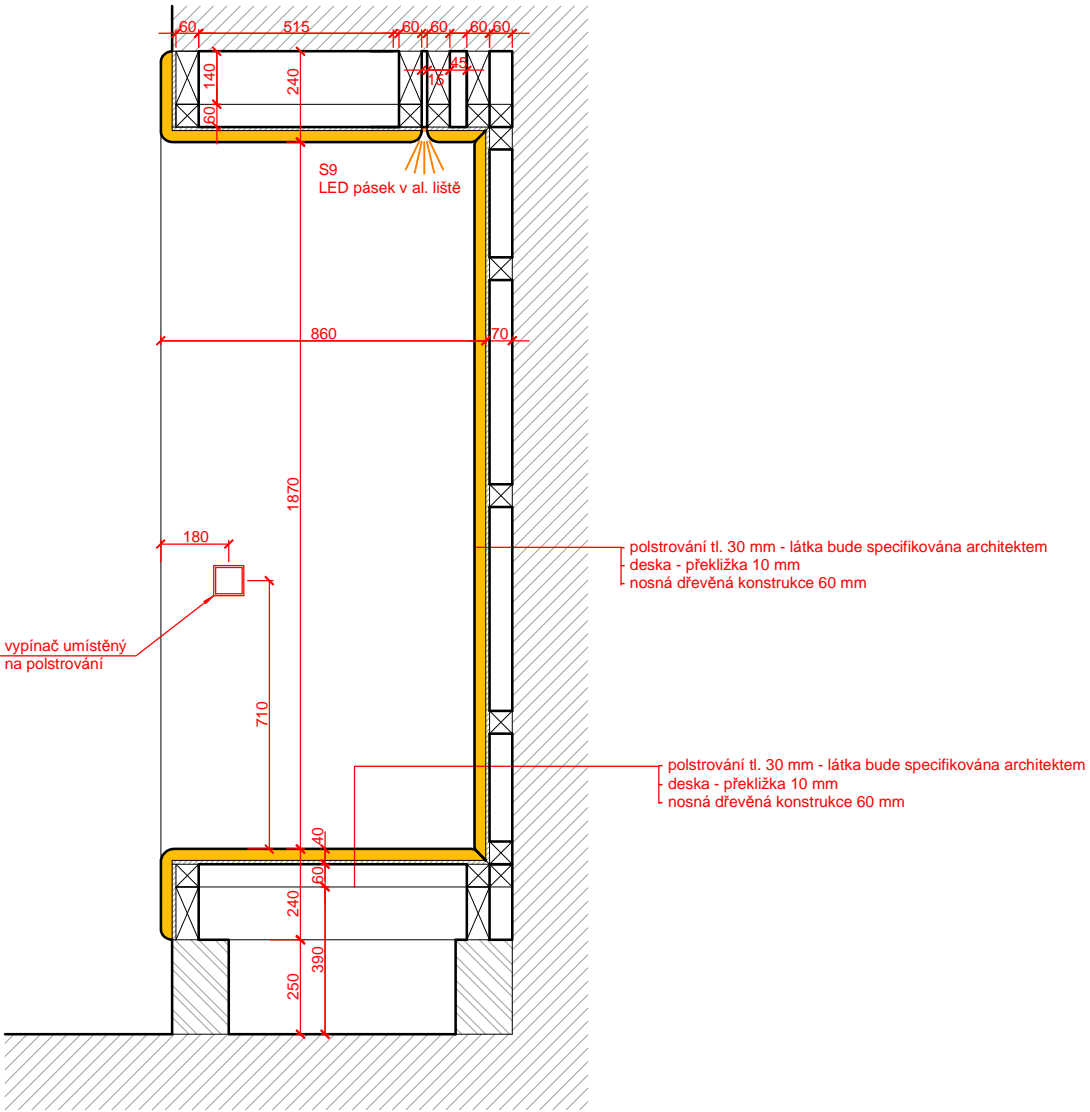 60
515
60
60
60
60
45
15
140
60
240
S9
LED pásek v al. liště
860
70
1870
180
polstrování tl. 30 mm - látka bude specifikována architektem
- deska - překližka 10 mm
- nosná dřevěná konstrukce 60 mm
vypínač umístěný
na polstrování
710
polstrování tl. 30 mm - látka bude specifikována architektem
- deska - překližka 10 mm
- nosná dřevěná konstrukce 60 mm
40
60
240
390
250